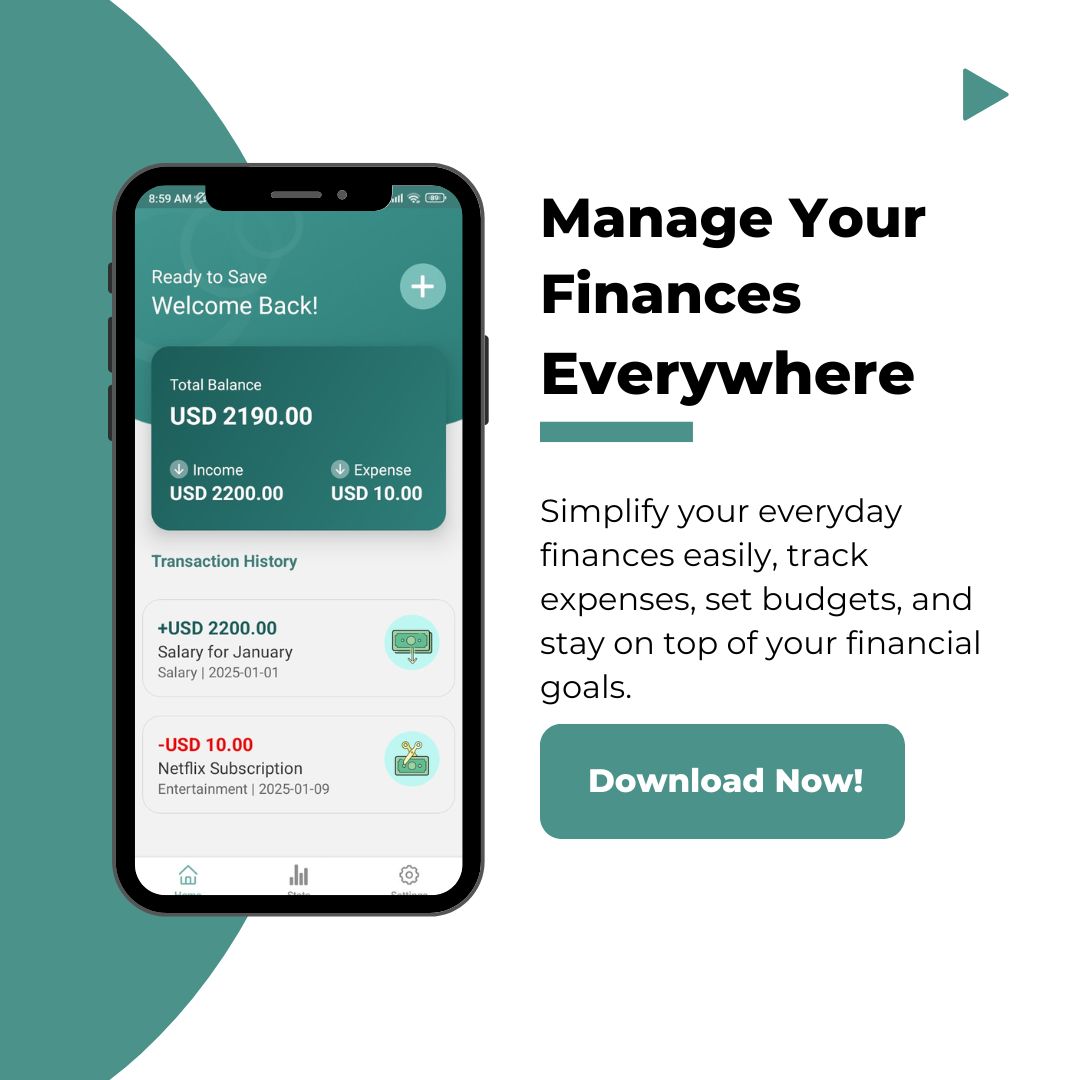 8:59 AM
89
Ready to Save
Welcome Back!
Total Balance
USD 2190.00
Income
Expense
USD 2200.00
USD 10.00
Transaction History
+USD 2200.00
Salary for January
Salary | 2025-01-01
-USD 10.00
Netflix Subscription
Entertainment | 2025-01-09
Home
Stats
Settings
Manage Your
Finances
Everywhere
Simplify your everyday
finances easily, track
expenses, set budgets, and
stay on top of your financial
goals.
Download Now!